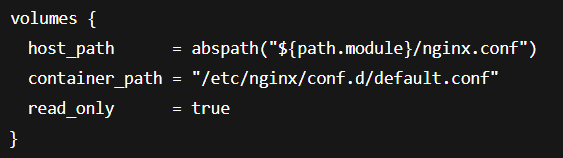 volumes {
  host_path      = abspath("${path.module}/nginx.conf")
  container_path = "/etc/nginx/conf.d/default.conf"
  read_only      = true
}